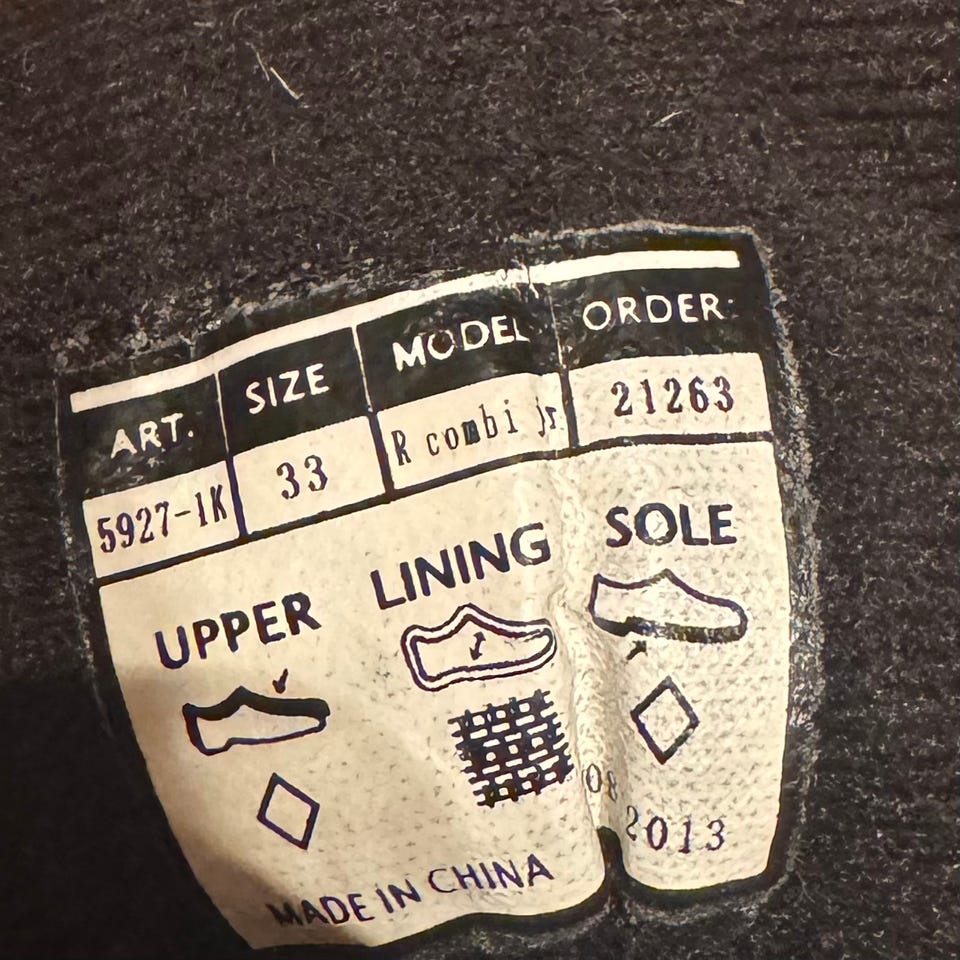 ART. SIZE MODEL ORDER:
5927-1K 33 R combi jr 21263
UPPER LINING SOLE
08
2013
MADE IN CHINA